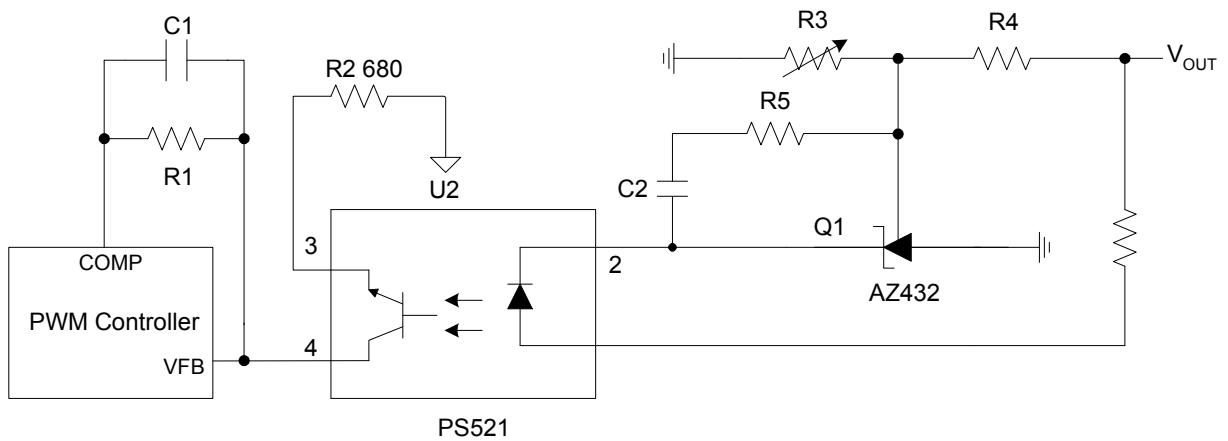 C1
R1
R2 680
U2
R3
R4
V_OUT
R5
C2
Q1
AZ432
COMP
PWM Controller
VFB
3
4
2
PS521